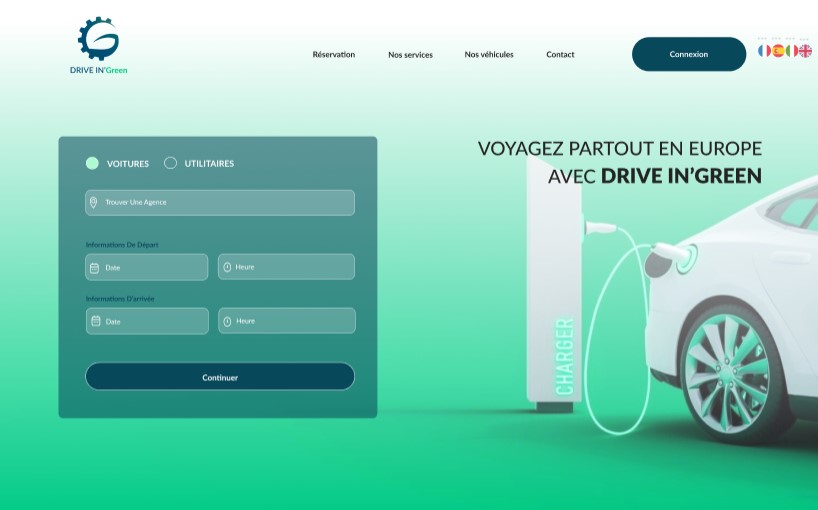 DRIVE IN'Green
Réservation
Nos services
Nos véhicules
Contact
Connexion
VOYAGEZ PARTOUT EN EUROPE
AVEC DRIVE IN'GREEN
VOITURES
UTILITAIRES
Trouver Une Agence
Informations De Départ
Date
Heure
Informations D'arrivée
Date
Heure
Continuer
CHARGER